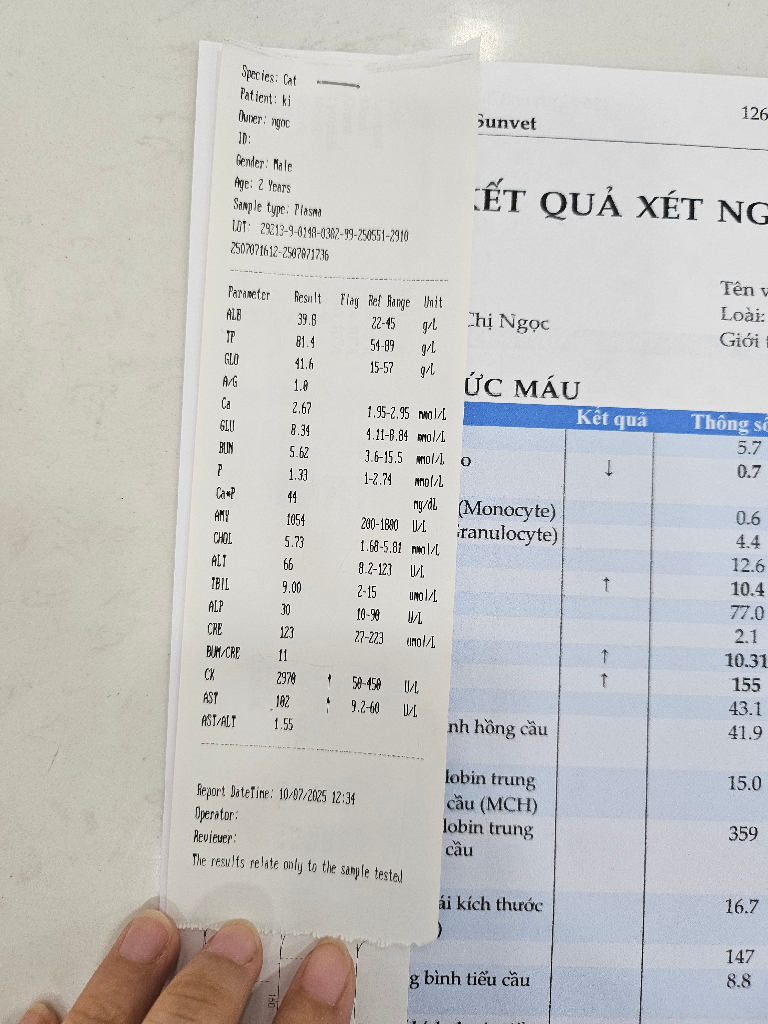 Species: Cat
Patient: ki
Owner: ngoc
ID:
Gender: Male
Age: 2 Years
Sample type: Plasma
LOT: 29213-9-0148-0302-99-250551-2910
2507071612-2507071736
Parameter Result Flag Ref Range Unit
ALB 39.8 22-45 g/L
TP 81.4 54-89 g/L
GLO 41.6 15-57 g/L
A/G 1.0
Ca 2.67 1.95-2.95 mmol/L
GLU 8.34 4.11-8.84 mmol/L
BUN 5.62 3.6-15.5 mmol/L
P 1.33 1-2.74 mmol/L
Ca*P 44 mg/dL
AMY 1054 200-1800 U/L
CHOL 5.73 1.68-5.81 mmol/L
ALT 66 8.2-123 U/L
TBIL 9.00 2-15 umol/L
ALP 30 10-90 U/L
CRE 123 27-223 umol/L
BUN/CRE 11
CK 2970 ↑ 50-450 U/L
AST 102 ↑ 9.2-60 U/L
AST/ALT 1.55
Report DateTime: 10/07/2025 12:34
Operator:
Reviewer:
The results relate only to the sample tested
Sunvet 126
KẾT QUẢ XÉT NG
Tên v
Loài:
Chị Ngọc
Giới t
ỨC MÁU
Kết quả Thông số
5.7
o ↓ 0.7
(Monocyte) 0.6
Granulocyte) 4.4
12.6
↑ 10.4
77.0
2.1
↑ 10.31
↑ 155
43.1
nh hồng cầu 41.9
lobin trung 15.0
cầu (MCH)
lobin trung 359
cầu
ái kích thước 16.7
)
147
g bình tiểu cầu 8.8
160